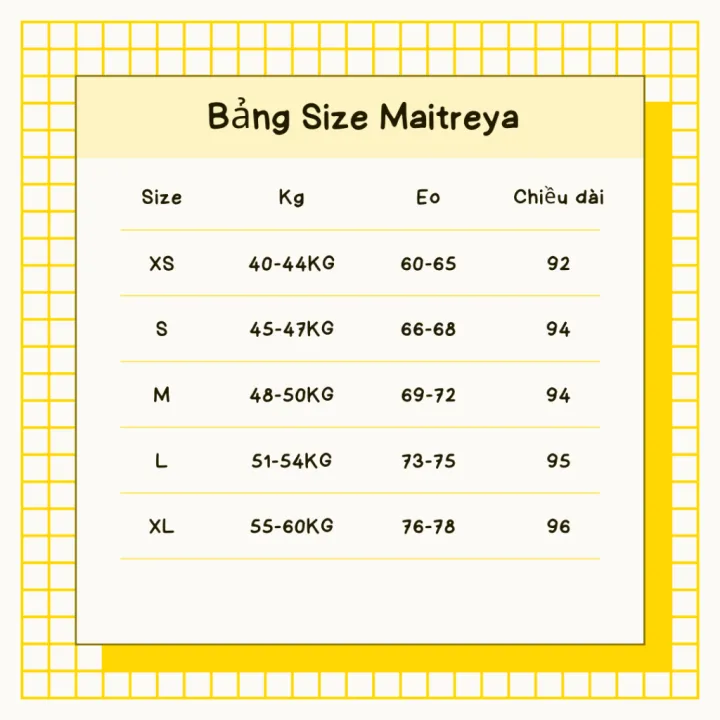 Bảng Size Maitreya
Size Kg Eo Chiều dài
XS 40-44KG 60-65 92
S 45-47KG 66-68 94
M 48-50KG 69-72 94
L 51-54KG 73-75 95
XL 55-60KG 76-78 96